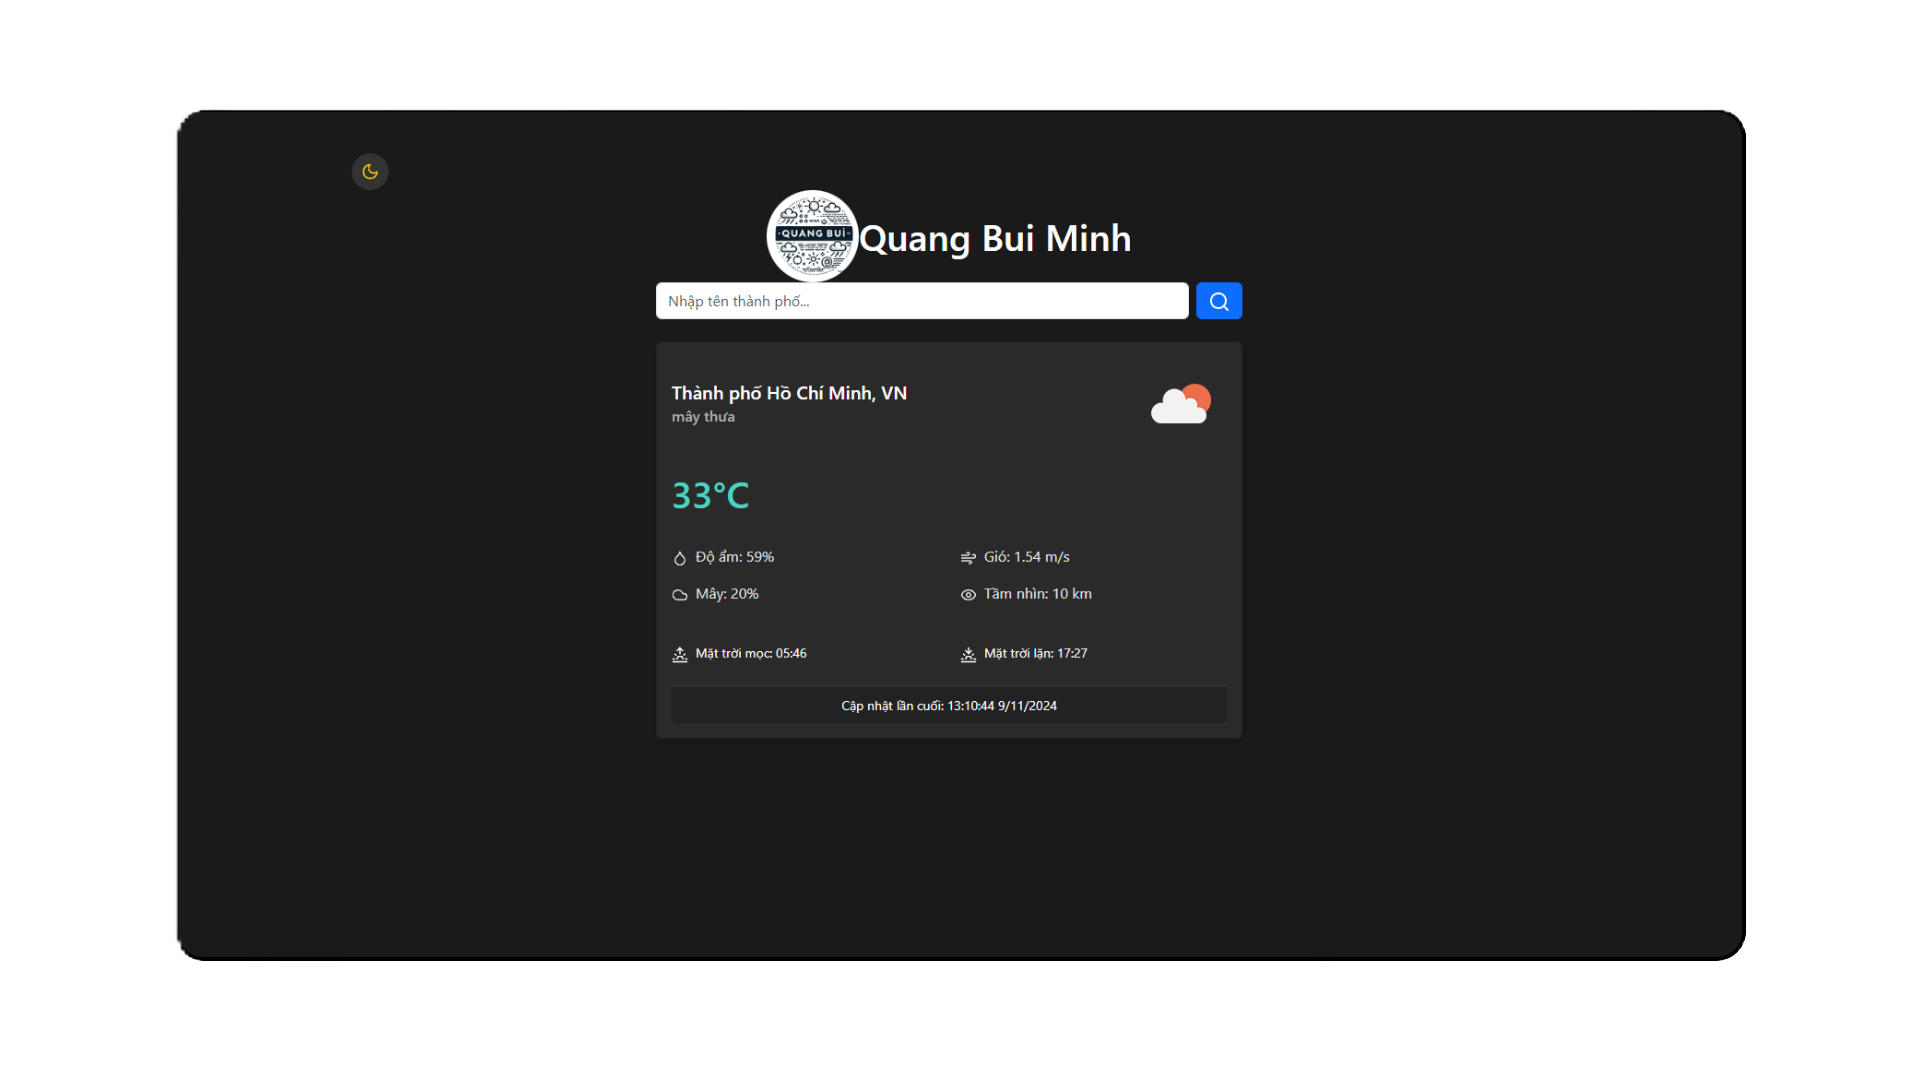 QUANG BUI
Quang Bui Minh
Nhập tên thành phố...
Thành phố Hồ Chí Minh, VN
mây thưa
33°C
Độ ẩm: 59%
Gió: 1.54 m/s
Mây: 20%
Tầm nhìn: 10 km
Mặt trời mọc: 05:46
Mặt trời lặn: 17:27
Cập nhật lần cuối: 13:10:44 9/11/2024